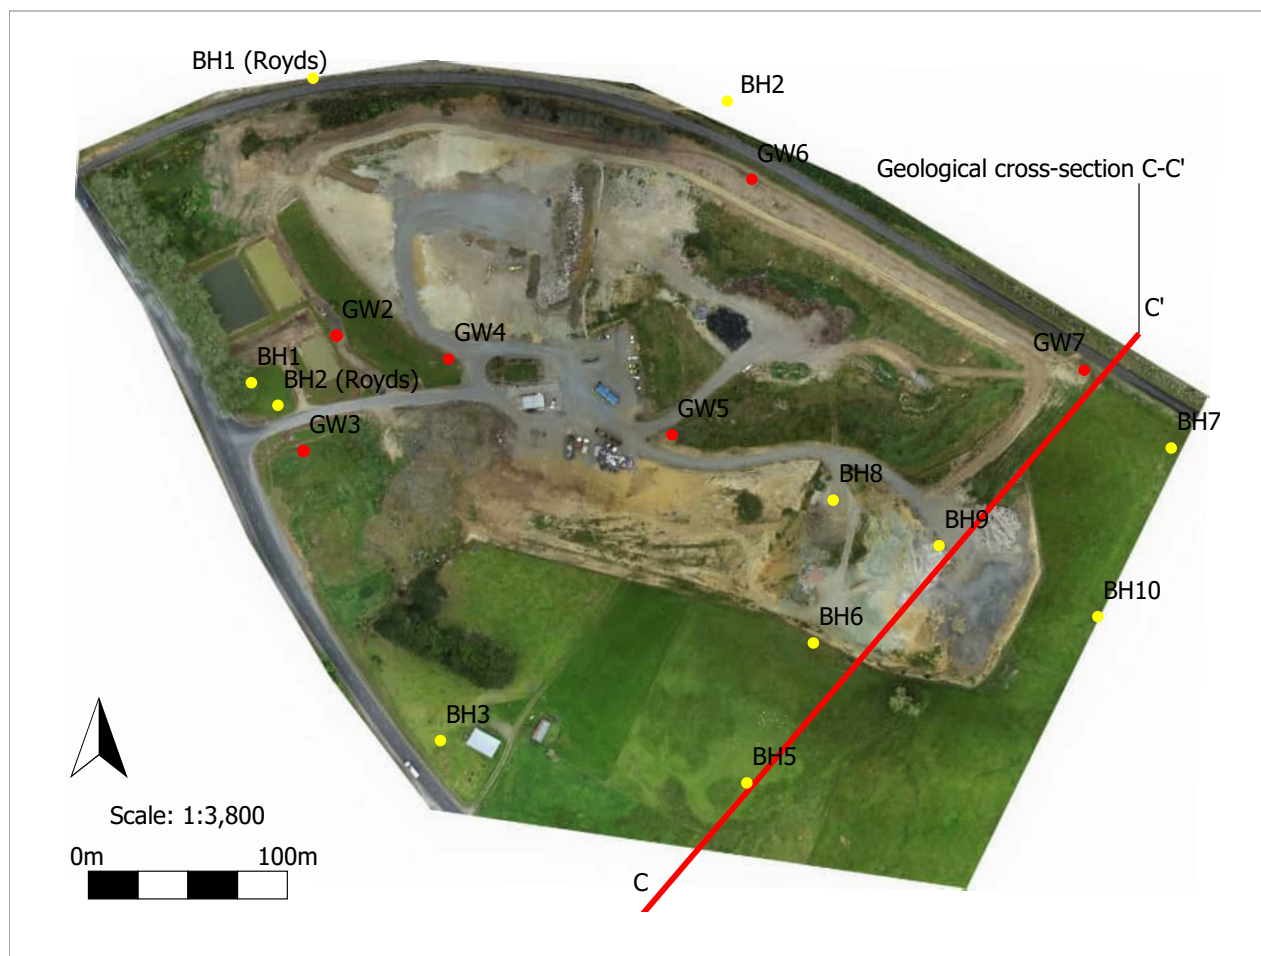 BH1 (Royds)
BH2
GW6
Geological cross-section C-C'
C'
GW2
GW4
GW7
BH1
BH2 (Royds)
GW3
GW5
BH7
BH8
BH9
BH10
BH6
BH3
BH5
Scale: 1:3,800
0m 100m
C